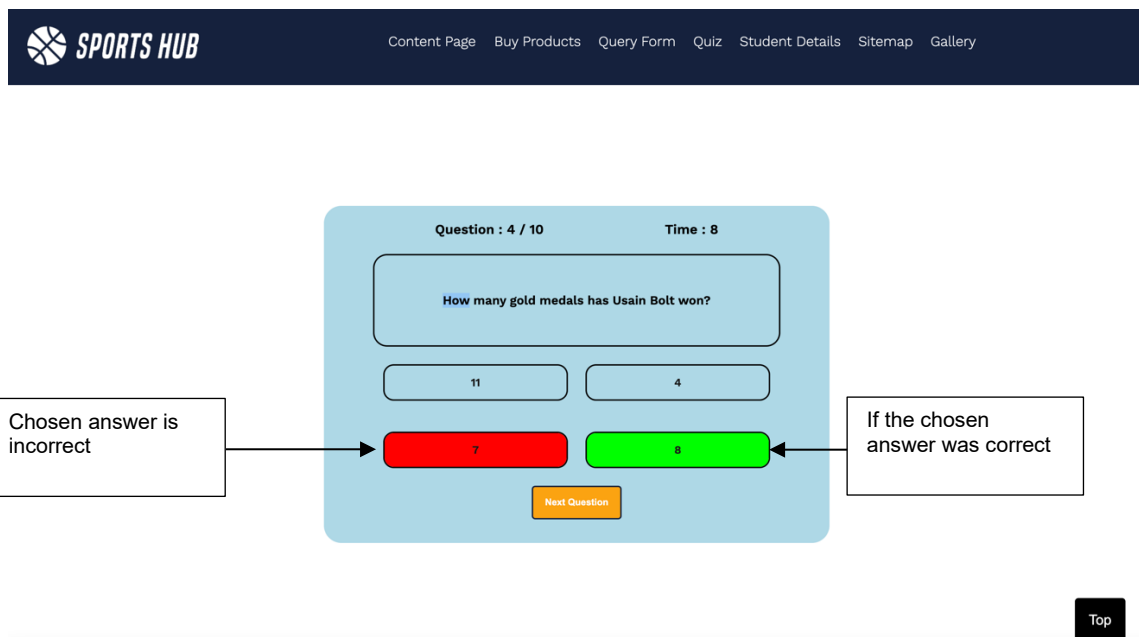 SPORTS HUB
Content Page Buy Products Query Form Quiz Student Details Sitemap Gallery
Question : 4 / 10 Time : 8
How many gold medals has Usain Bolt won?
11 4
Chosen answer is
incorrect
If the chosen
answer was correct
7 8
Next Question
Top